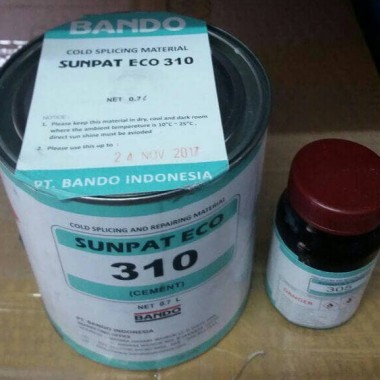 BANDO
COLD SPLICING MATERIAL
SUNPAT ECO 310
NET 0.7ℓ
NOTICE :
1. Please keep this material in dry, cool and dark room
where the ambient temperature is 10°C - 25°C ,
direct sun shine must be avoided
2. Please use this up to :
24 NOV 2017
PT. BANDO INDONESIA
COLD SPLICING AND REPAIRING MATERIAL
SUNPAT ECO
310
(CEMENT)
NET 0.7 L
BANDO
PT. BANDO INDONESIA
305
DANGER